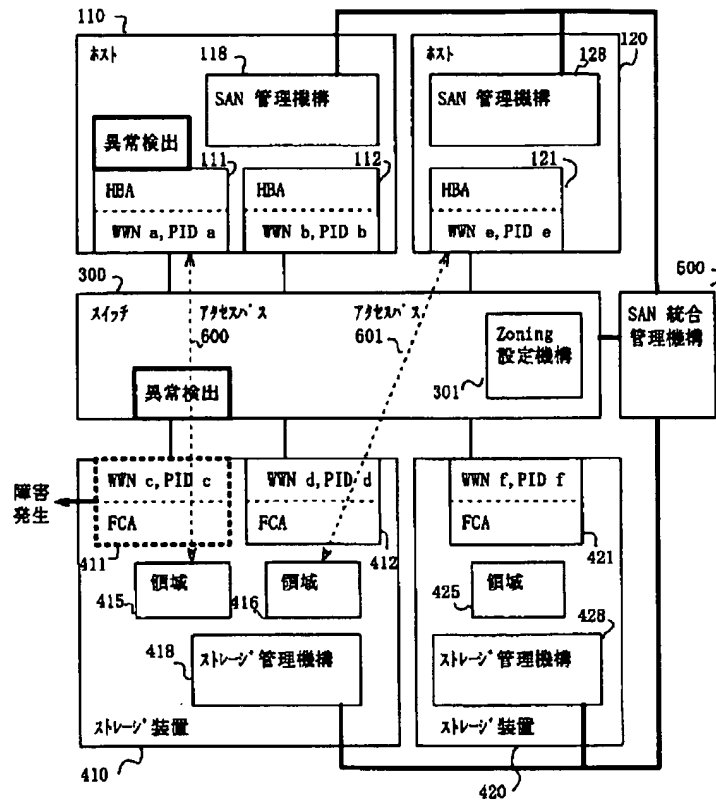 110
ホスト
118
SAN 管理機構
異常検出
111
HBA
WWN a,PID a
112
HBA
WWN b,PID b
120
ホスト
128
SAN 管理機構
121
HBA
WWN e,PID e
300
スイッチ
アクセスパス
600
アクセスパス
601
Zoning
設定機構
301
異常検出
500
SAN 統合
管理機構
障害
発生
WWN c,PID c
FCA
411
WWN d,PID d
FCA
412
WWN f,PID f
FCA
421
415
領域
416
領域
425
領域
418
ストレージ管理機構
428
ストレージ管理機構
ストレージ装置
410
ストレージ装置
420